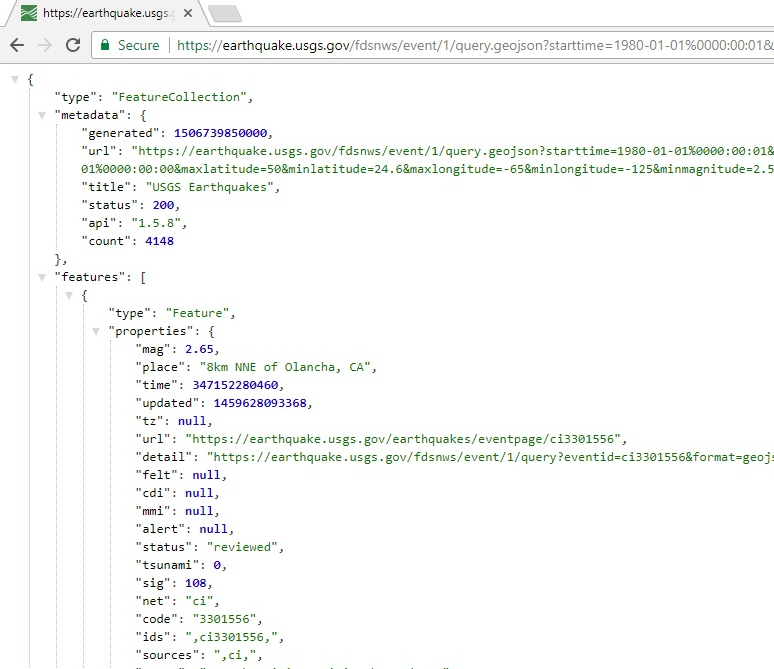 https://earthquake.usgs.
Secure https://earthquake.usgs.gov/fdsnws/event/1/query.geojson?starttime=1980-01-01%0000:00:01&
{
"type": "FeatureCollection",
"metadata": {
"generated": 1506739850000,
"url": "https://earthquake.usgs.gov/fdsnws/event/1/query.geojson?starttime=1980-01-01%0000:00:01&
01%0000:00:00&maxlatitude=50&minlatitude=24.6&maxlongitude=-65&minlongitude=-125&minmagnitude=2.5
"title": "USGS Earthquakes",
"status": 200,
"api": "1.5.8",
"count": 4148
},
"features": [
{
"type": "Feature",
"properties": {
"mag": 2.65,
"place": "8km NNE of Olancha, CA",
"time": 347152280460,
"updated": 1459628093368,
"tz": null,
"url": "https://earthquake.usgs.gov/earthquakes/eventpage/ci3301556",
"detail": "https://earthquake.usgs.gov/fdsnws/event/1/query?eventid=ci3301556&format=geojs
"felt": null,
"cdi": null,
"mmi": null,
"alert": null,
"status": "reviewed",
"tsunami": 0,
"sig": 108,
"net": "ci",
"code": "3301556",
"ids": ",ci3301556,",
"sources": ",ci,",